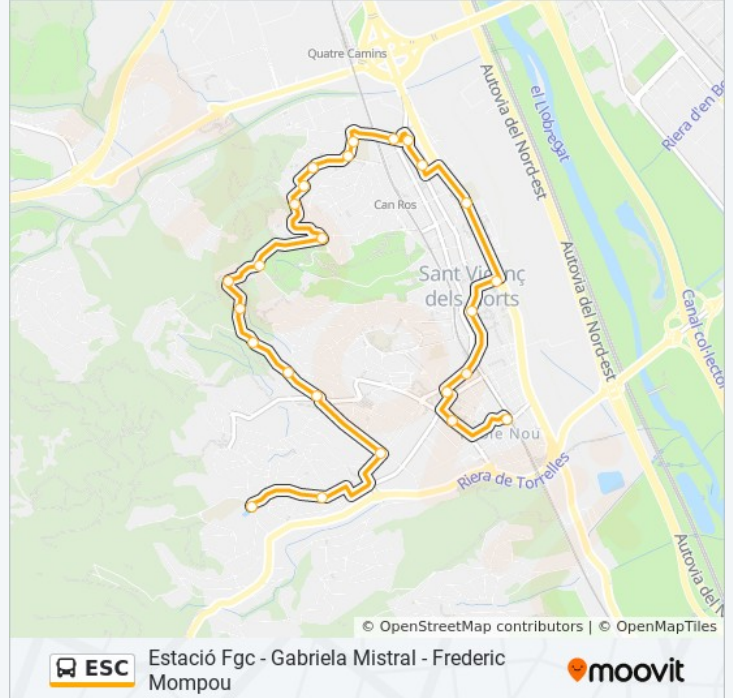 Quatre Camins
Autovia del Nord-est
el Llobregat
Riera d'en Bo
Can Ros
Sant Vicenç
dels Horts
Autovia del Nord-est
Canal col·lector
Nou
Riera de Torrelles
Autovia del N
© OpenStreetMap contributors | © OpenMapTiles
ESC
Estació Fgc - Gabriela Mistral - Frederic
Mompou
moovit